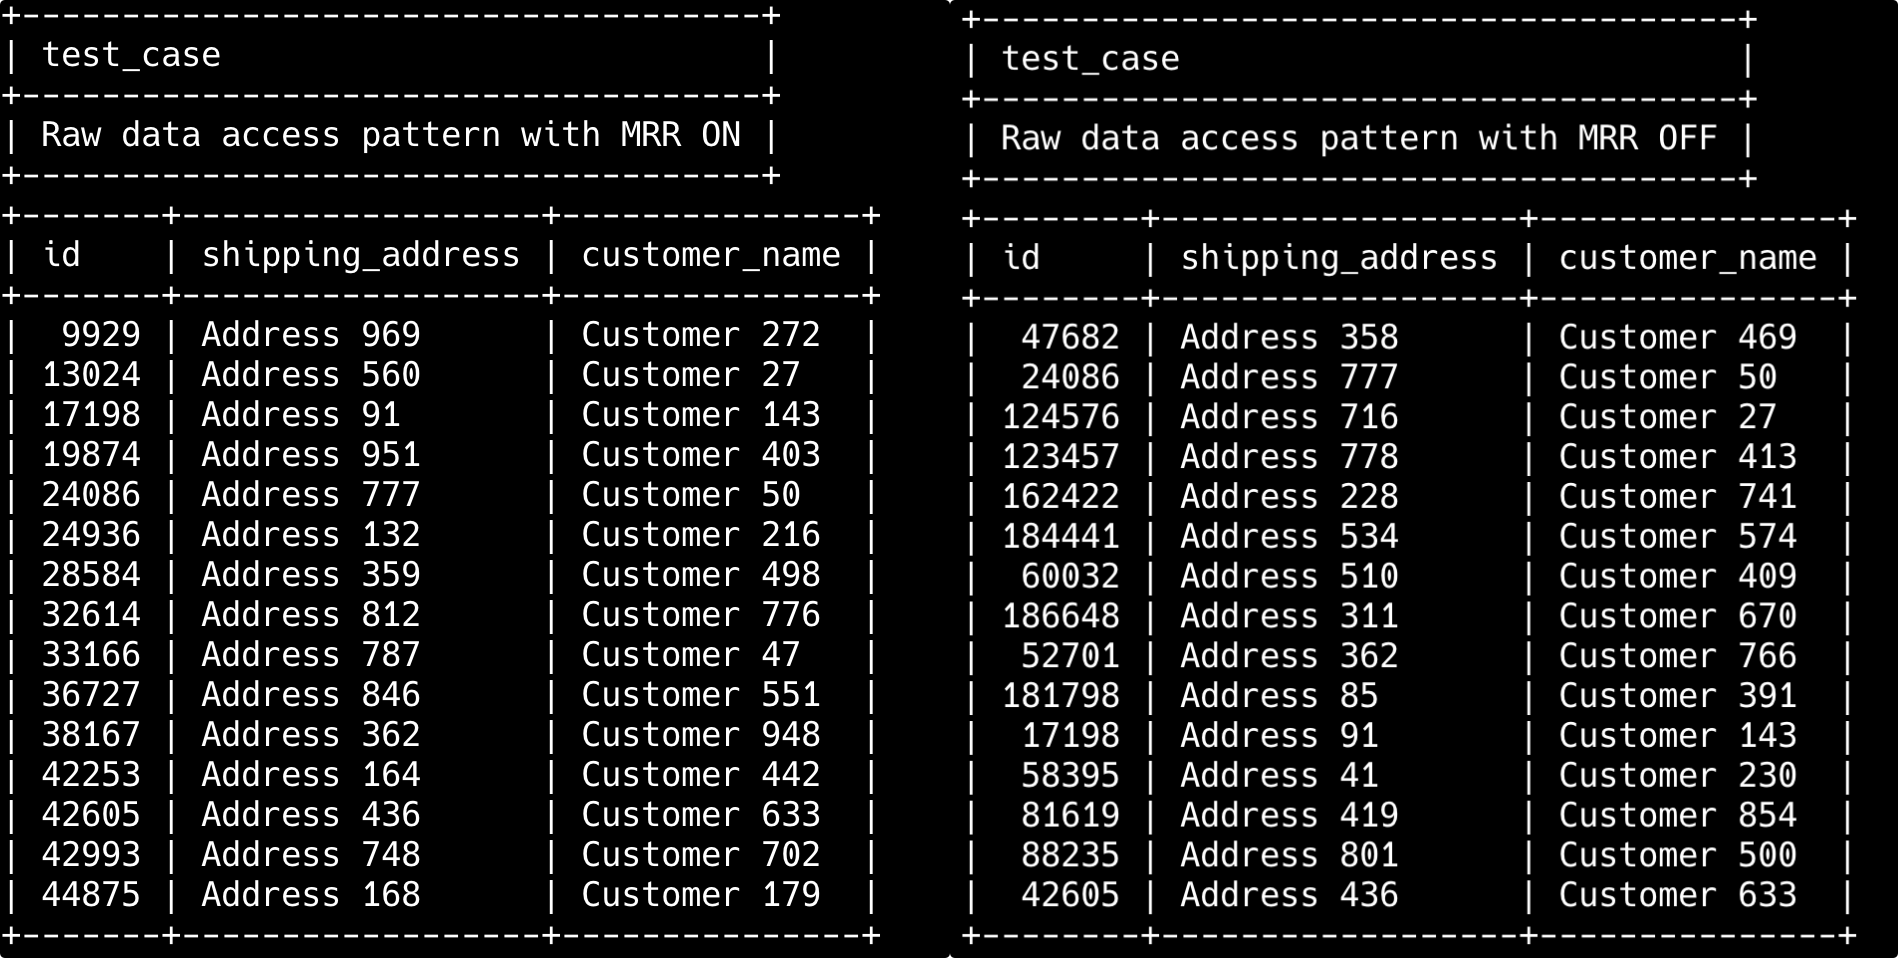 +-------------------------------------+
| test_case                           |
+-------------------------------------+
| Raw data access pattern with MRR ON |
+-------------------------------------+
+-------+------------------+---------------+
| id    | shipping_address | customer_name |
+-------+------------------+---------------+
|  9929 | Address 969      | Customer 272  |
| 13024 | Address 560      | Customer 27   |
| 17198 | Address 91       | Customer 143  |
| 19874 | Address 951      | Customer 403  |
| 24086 | Address 777      | Customer 50   |
| 24936 | Address 132      | Customer 216  |
| 28584 | Address 359      | Customer 498  |
| 32614 | Address 812      | Customer 776  |
| 33166 | Address 787      | Customer 47   |
| 36727 | Address 846      | Customer 551  |
| 38167 | Address 362      | Customer 948  |
| 42253 | Address 164      | Customer 442  |
| 42605 | Address 436      | Customer 633  |
| 42993 | Address 748      | Customer 702  |
| 44875 | Address 168      | Customer 179  |
+-------+------------------+---------------+
+--------------------------------------+
| test_case                            |
+--------------------------------------+
| Raw data access pattern with MRR OFF |
+--------------------------------------+
+--------+------------------+---------------+
| id     | shipping_address | customer_name |
+--------+------------------+---------------+
|  47682 | Address 358      | Customer 469  |
|  24086 | Address 777      | Customer 50   |
| 124576 | Address 716      | Customer 27   |
| 123457 | Address 778      | Customer 413  |
| 162422 | Address 228      | Customer 741  |
| 184441 | Address 534      | Customer 574  |
|  60032 | Address 510      | Customer 409  |
| 186648 | Address 311      | Customer 670  |
|  52701 | Address 362      | Customer 766  |
| 181798 | Address 85       | Customer 391  |
|  17198 | Address 91       | Customer 143  |
|  58395 | Address 41       | Customer 230  |
|  81619 | Address 419      | Customer 854  |
|  88235 | Address 801      | Customer 500  |
|  42605 | Address 436      | Customer 633  |
+--------+------------------+---------------+